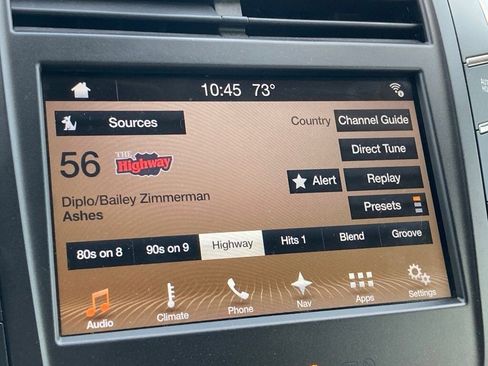 10:45 73°
Sources
Country Channel Guide
56 THE Highway
Direct Tune
Alert Replay
Diplo/Bailey Zimmerman
Ashes
Presets
80s on 8 90s on 9 Highway Hits 1 Blend Groove
Audio Climate Phone Nav Apps Settings